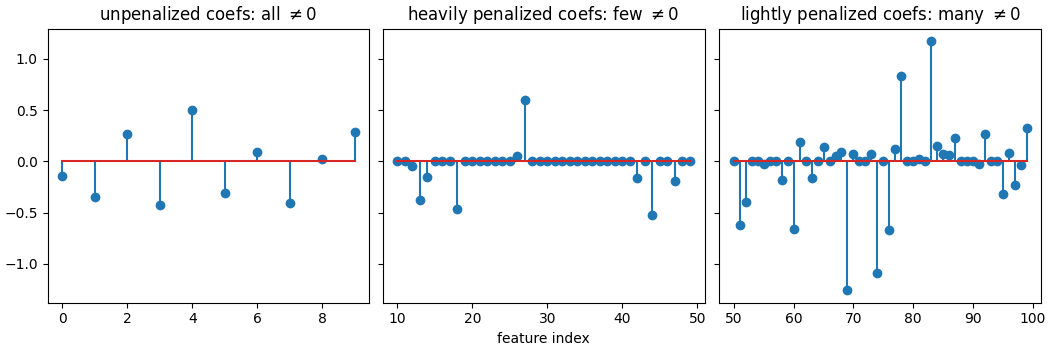 unpenalized coefs: all ≠0
heavily penalized coefs: few ≠0
lightly penalized coefs: many ≠0
1.0
0.5
0.0
−0.5
−1.0
0 2 4 6 8
10 20 30 40 50
50 60 70 80 90 100
feature index